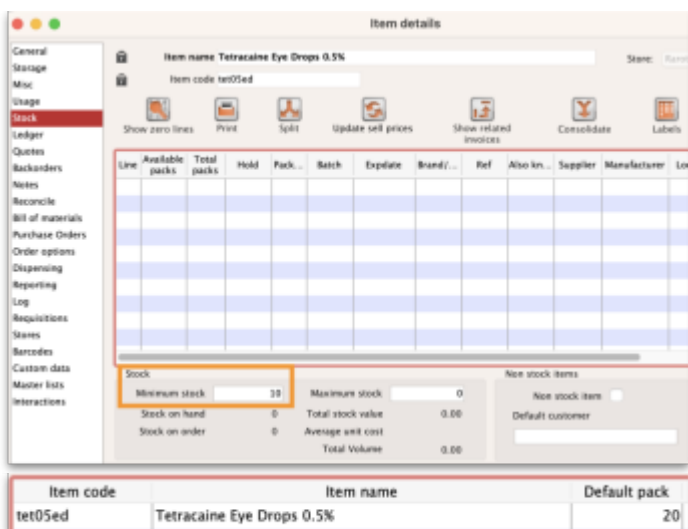 Item details
General
Storage
Misc
Usage
Stock
Ledger
Quotes
Backorders
Notes
Reconcile
Bill of materials
Purchase Orders
Order options
Dispensing
Reporting
Log
Requisitions
Stores
Barcodes
Custom data
Master lists
Interactions
Item name Tetracaine Eye Drops 0.5% Store:
Item code tet05ed
Show zero lines Print Split Update sell prices Show related invoices Consolidate Labels
Line Available packs Total packs Hold Pack... Batch Expdate Brand/... Ref Also kn... Supplier Manufacturer
Stock Non stock items
Minimum stock 10 Maximum stock 0 Non stock item
Stock on hand 0 Total stock value 0.00 Default customer
Stock on order 0 Average unit cost
Total Volume 0.00
Item code Item name Default pack
tet05ed Tetracaine Eye Drops 0.5% 20